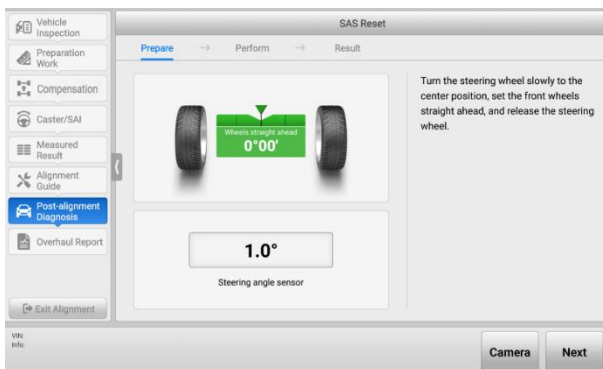 SAS Reset
Vehicle
Inspection
Preparation
Work
Compensation
Caster/SAI
Measured
Result
Alignment
Guide
Post-alignment
Diagnosis
Overhaul Report
Exit Alignment
Prepare → Perform → Result
Wheels straight ahead
0°00'
1.0°
Steering angle sensor
Turn the steering wheel slowly to the
center position, set the front wheels
straight ahead, and release the steering
wheel.
VIN:
Info:
Camera
Next